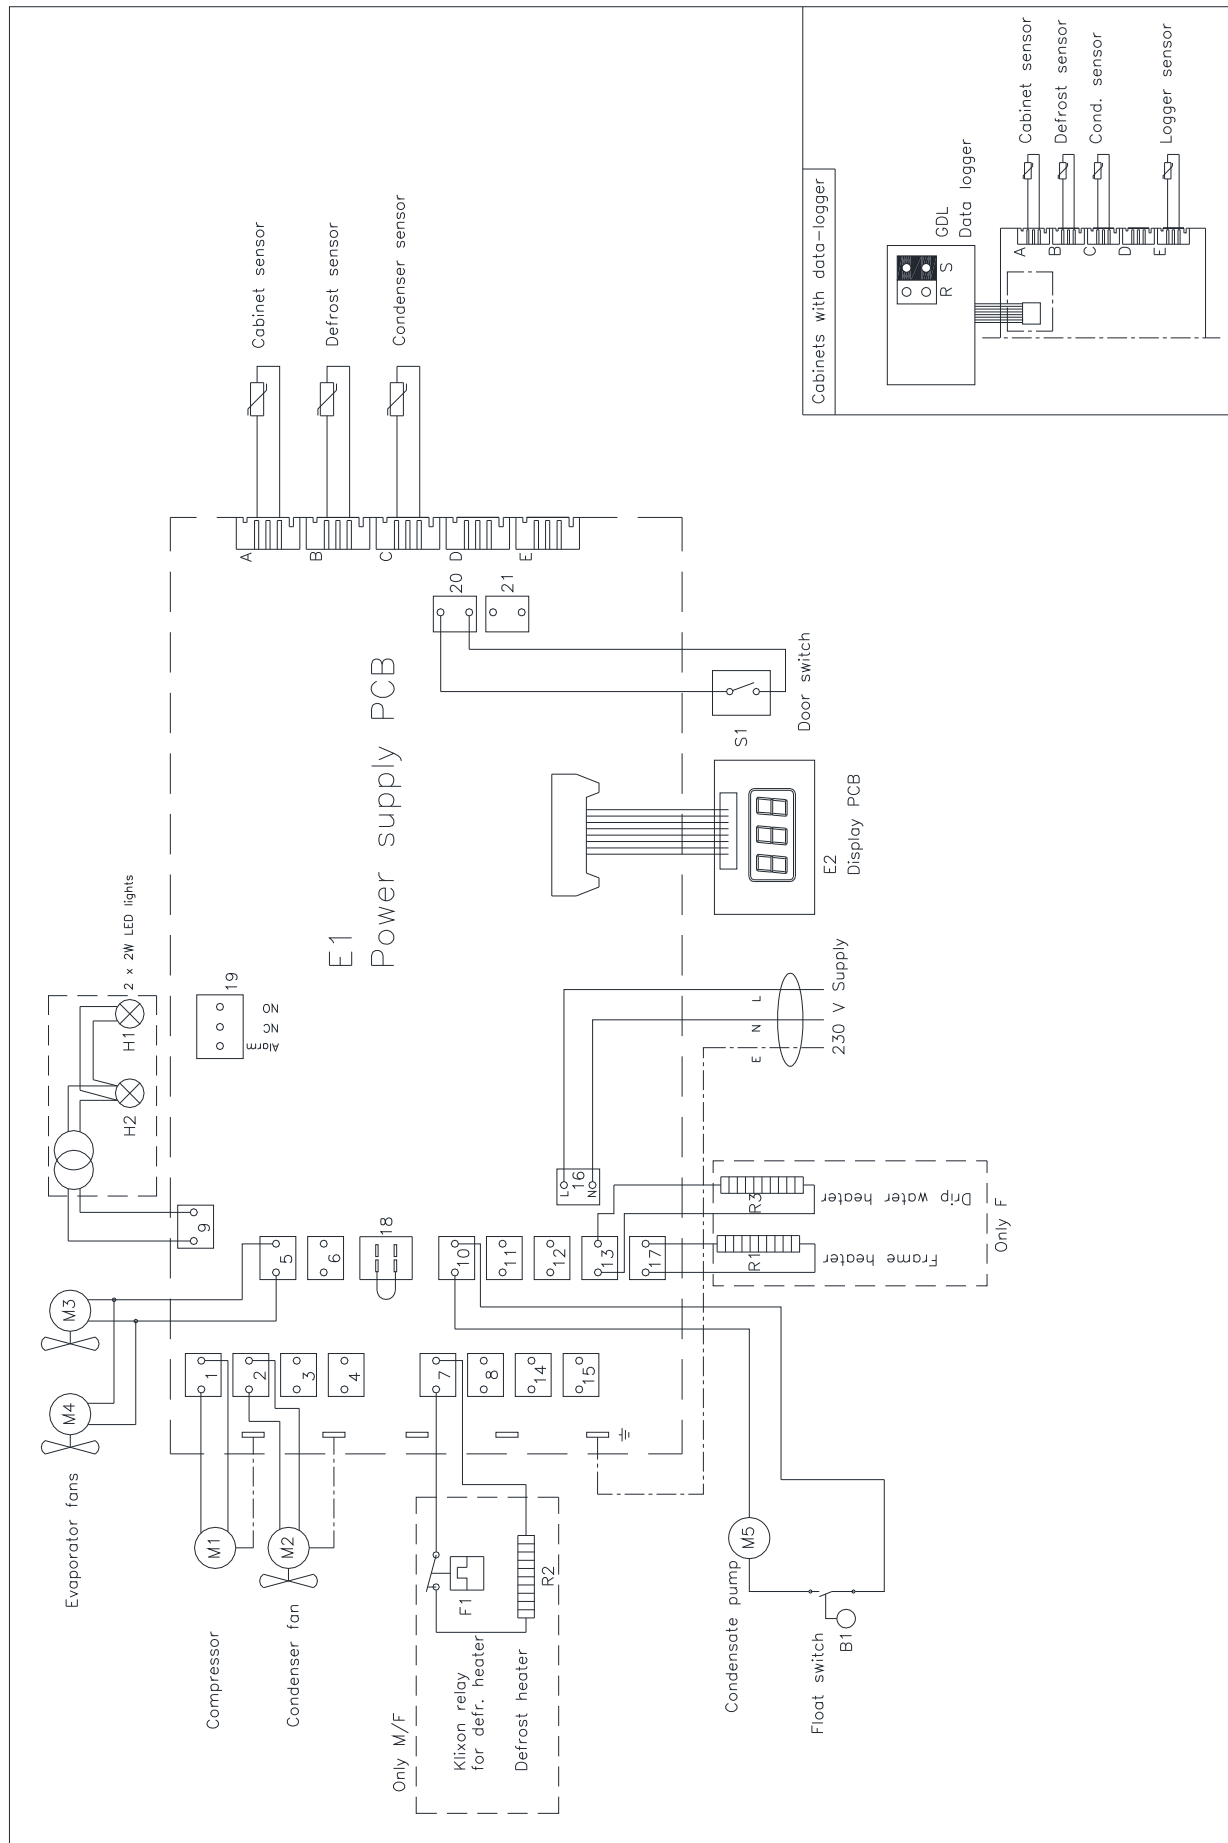 Evaporator fans
M4
M3
H2
H1
2 x 2W LED lights
Compressor
M1
Condenser fan
M2
1
2
3
4
5
6
9
18
Alarm
NC
NO
19
E1
Power supply PCB
A
B
C
D
E
Cabinet sensor
Defrost sensor
Condenser sensor
20
21
Only M/F
Klixon relay
for defr. heater
F1
Defrost heater
R2
7
8
14
15
10
11
12
13
17
L
16
N
Condensate pump
M5
Float switch
B1
R1
Frame heater
R3
Drip water heater
Only F
E
N
L
230 V Supply
E2
Display PCB
S1
Door switch
Cabinets with data-logger
R
S
GDL
Data logger
A
B
C
D
E
Cabinet sensor
Defrost sensor
Cond. sensor
Logger sensor